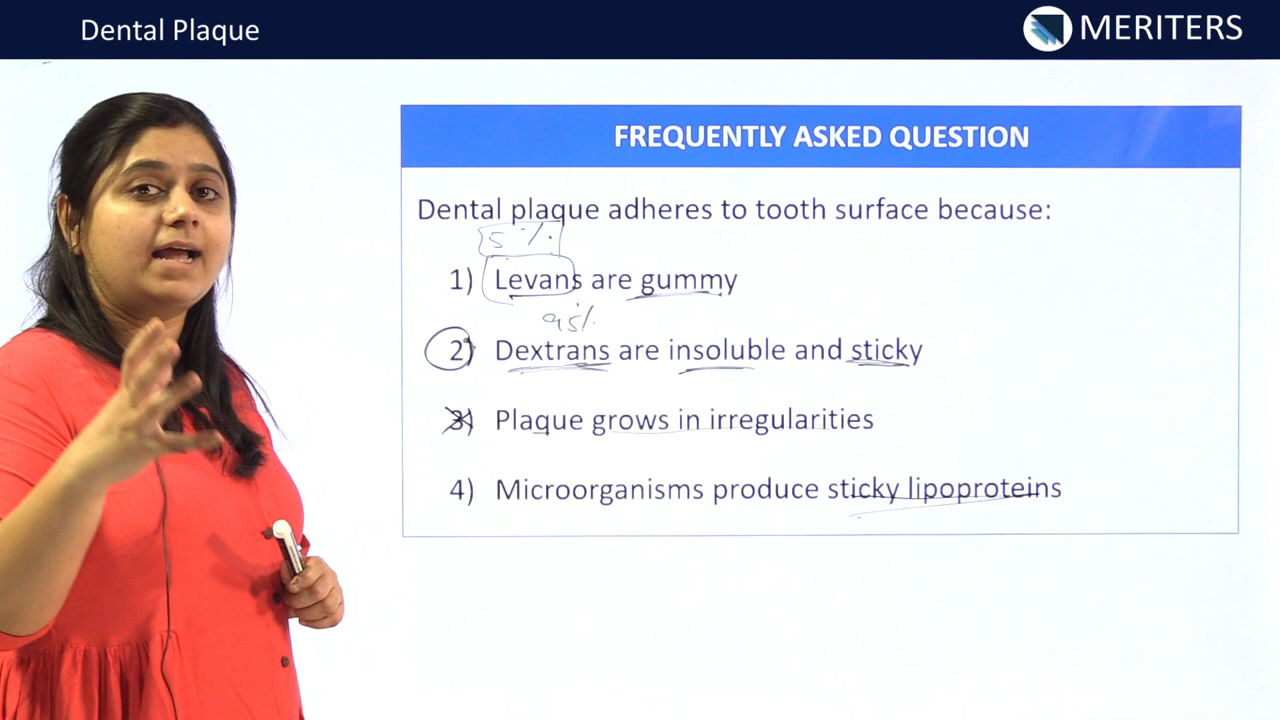 Dental Plaque
MERITERS
FREQUENTLY ASKED QUESTION
Dental plaque adheres to tooth surface because:
5%.
1) Levans are gummy
95%.
2) Dextrans are insoluble and sticky
3) Plaque grows in irregularities
4) Microorganisms produce sticky lipoproteins